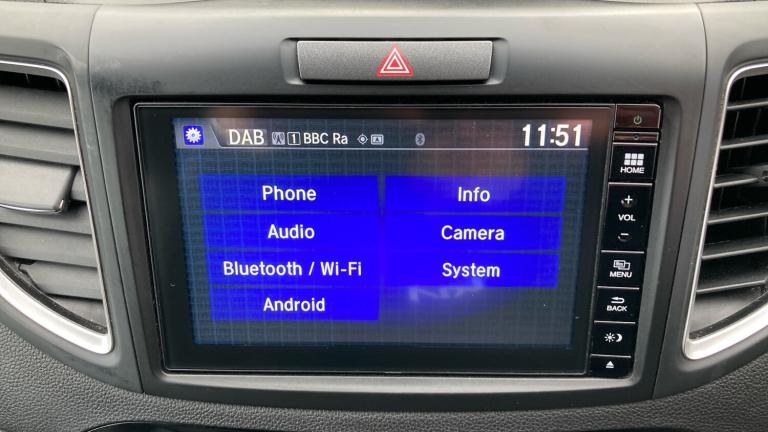 DAB 1 BBC Ra 11:51
Phone Info
Audio Camera
Bluetooth / Wi-Fi System
Android
HOME
+
VOL
-
MENU
BACK